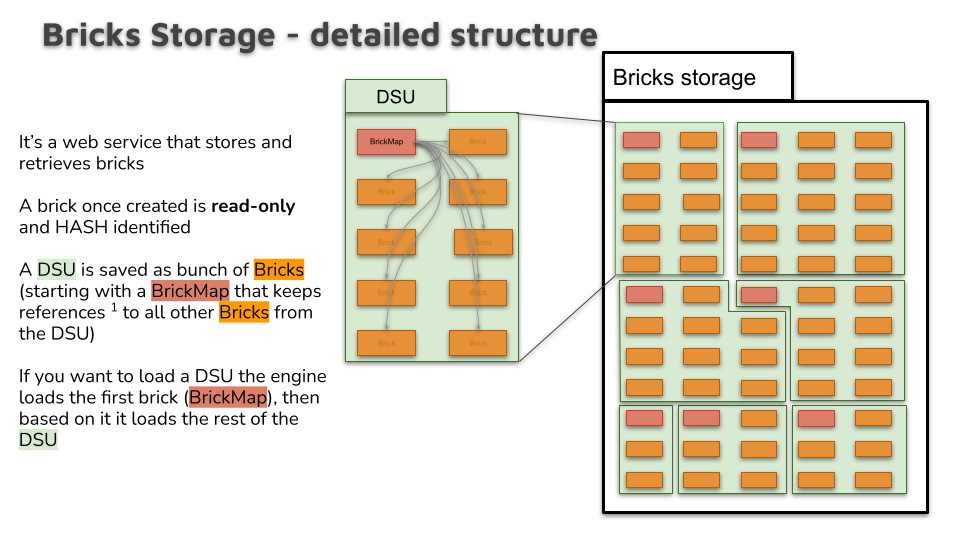 Bricks Storage - detailed structure
It's a web service that stores and
retrieves bricks
A brick once created is read-only
and HASH identified
A DSU is saved as bunch of Bricks
(starting with a BrickMap that keeps
references ¹ to all other Bricks from
the DSU)
If you want to load a DSU the engine
loads the first brick (BrickMap), then
based on it it loads the rest of the
DSU
DSU
BrickMap
Brick
Brick
Brick
Brick
Brick
Brick
Brick
Brick
Brick
Bricks storage